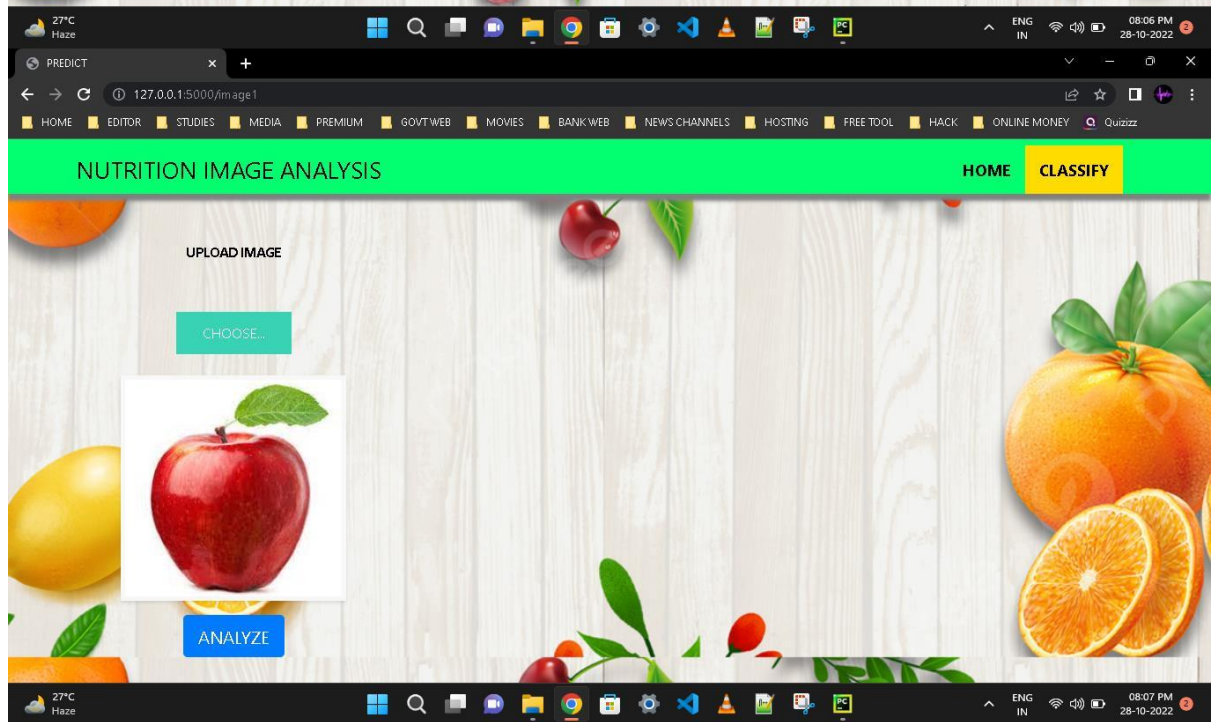 27°C
Haze
ENG
IN
08:06 PM
28-10-2022
2
PREDICT
127.0.0.1:5000/image1
HOME EDITOR STUDIES MEDIA PREMIUM GOVT WEB MOVIES BANK WEB NEWS CHANNELS HOSTING FREE TOOL HACK ONLINE MONEY Quizizz
NUTRITION IMAGE ANALYSIS HOME CLASSIFY
UPLOAD IMAGE
CHOOSE...
ANALYZE
27°C
Haze
ENG
IN
08:07 PM
28-10-2022
2